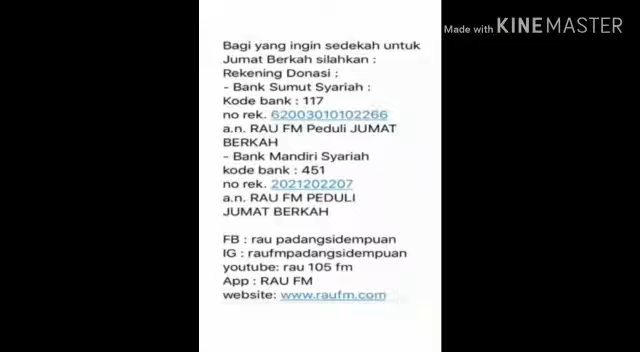 Made with KINEMASTER
Bagi yang ingin sedekah untuk
Jumat Berkah silahkan :
Rekening Donasi :
- Bank Sumut Syariah :
Kode bank : 117
no rek. 62003010102266
a.n. RAU FM Peduli JUMAT
BERKAH
- Bank Mandiri Syariah
kode bank : 451
no rek. 2021202207
a.n. RAU FM PEDULI
JUMAT BERKAH
FB : rau padangsidempuan
IG : raufmpadangsidempuan
youtube: rau 105 fm
App : RAU FM
website: www.raufm.com